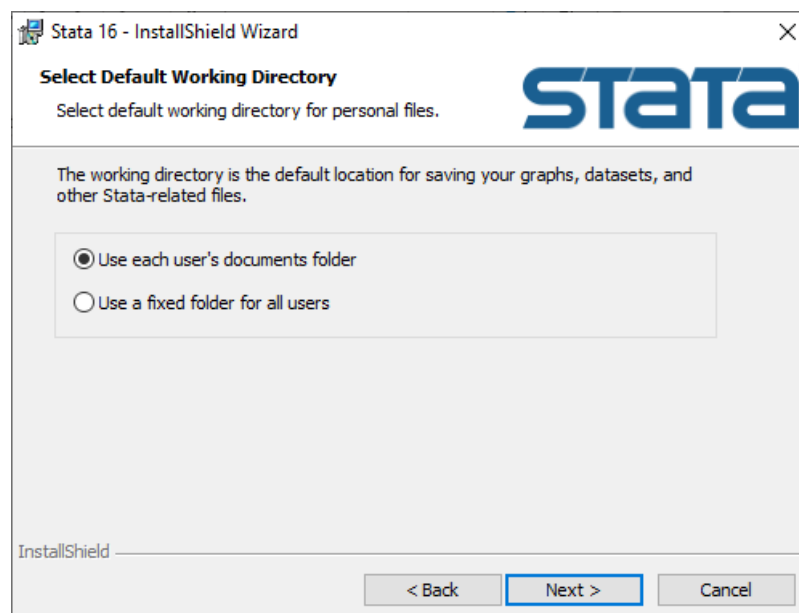 Stata 16 - InstallShield Wizard
Select Default Working Directory
Select default working directory for personal files.
STATA
The working directory is the default location for saving your graphs, datasets, and
other Stata-related files.
Use each user's documents folder
Use a fixed folder for all users
InstallShield
< Back
Next >
Cancel